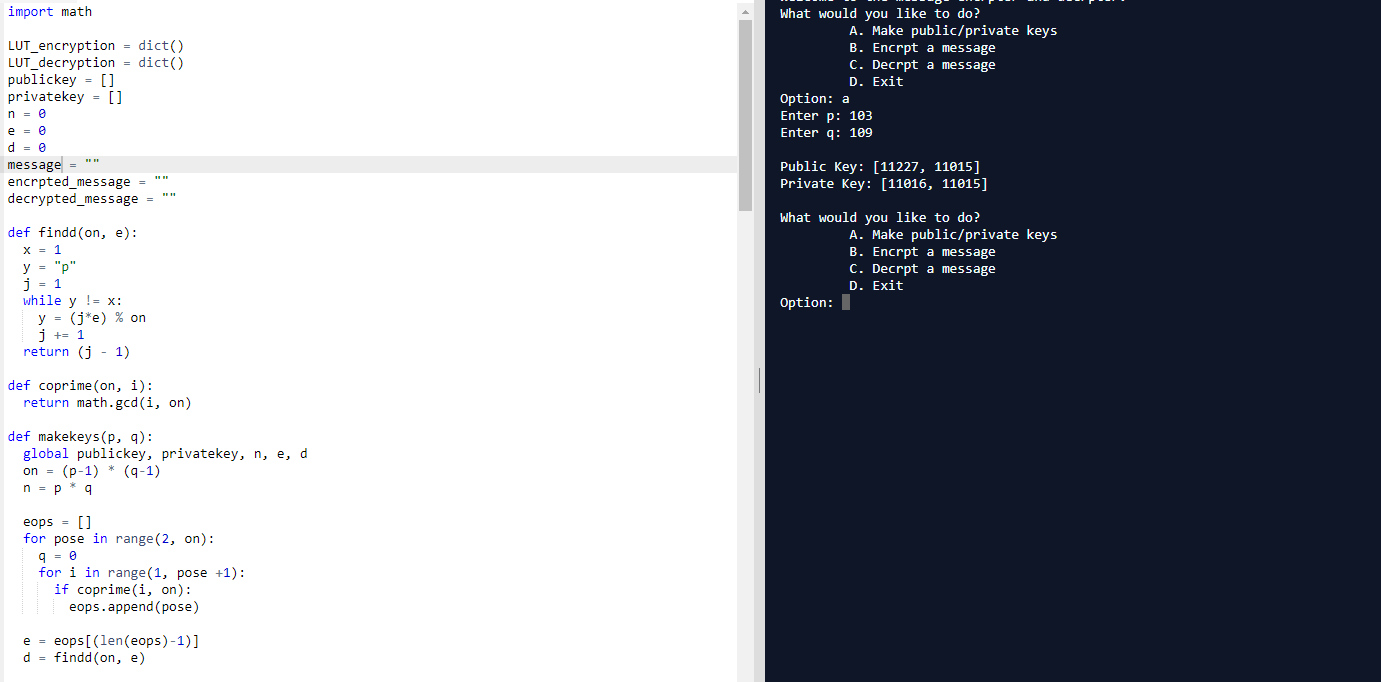 import math
LUT_encryption = dict()
LUT_decryption = dict()
publickey = []
privatekey = []
n = 0
e = 0
d = 0
message = ""
encrpted_message = ""
decrypted_message = ""
def findd(on, e):
x = 1
y = "p"
j = 1
while y != x:
y = (j*e) % on
j += 1
return (j - 1)
def coprime(on, i):
return math.gcd(i, on)
def makekeys(p, q):
global publickey, privatekey, n, e, d
on = (p-1) * (q-1)
n = p * q
eops = []
for pose in range(2, on):
q = 0
for i in range(1, pose +1):
if coprime(i, on):
eops.append(pose)
e = eops[(len(eops)-1)]
d = findd(on, e)
What would you like to do?
A. Make public/private keys
B. Encrpt a message
C. Decrpt a message
D. Exit
Option: a
Enter p: 103
Enter q: 109
Public Key: [11227, 11015]
Private Key: [11016, 11015]
What would you like to do?
A. Make public/private keys
B. Encrpt a message
C. Decrpt a message
D. Exit
Option: